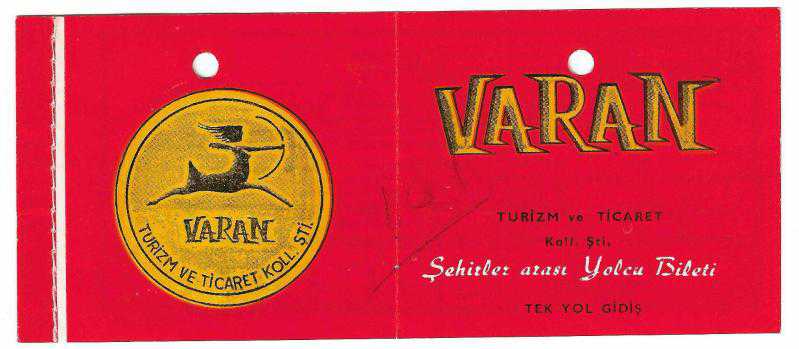 VARAN
TURİZM VE TİCARET KOLL. ŞTİ.
VARAN
TURİZM ve TİCARET
Koll. Şti.
Şehirler arası Yolcu Bileti
TEK YOL GİDİŞ